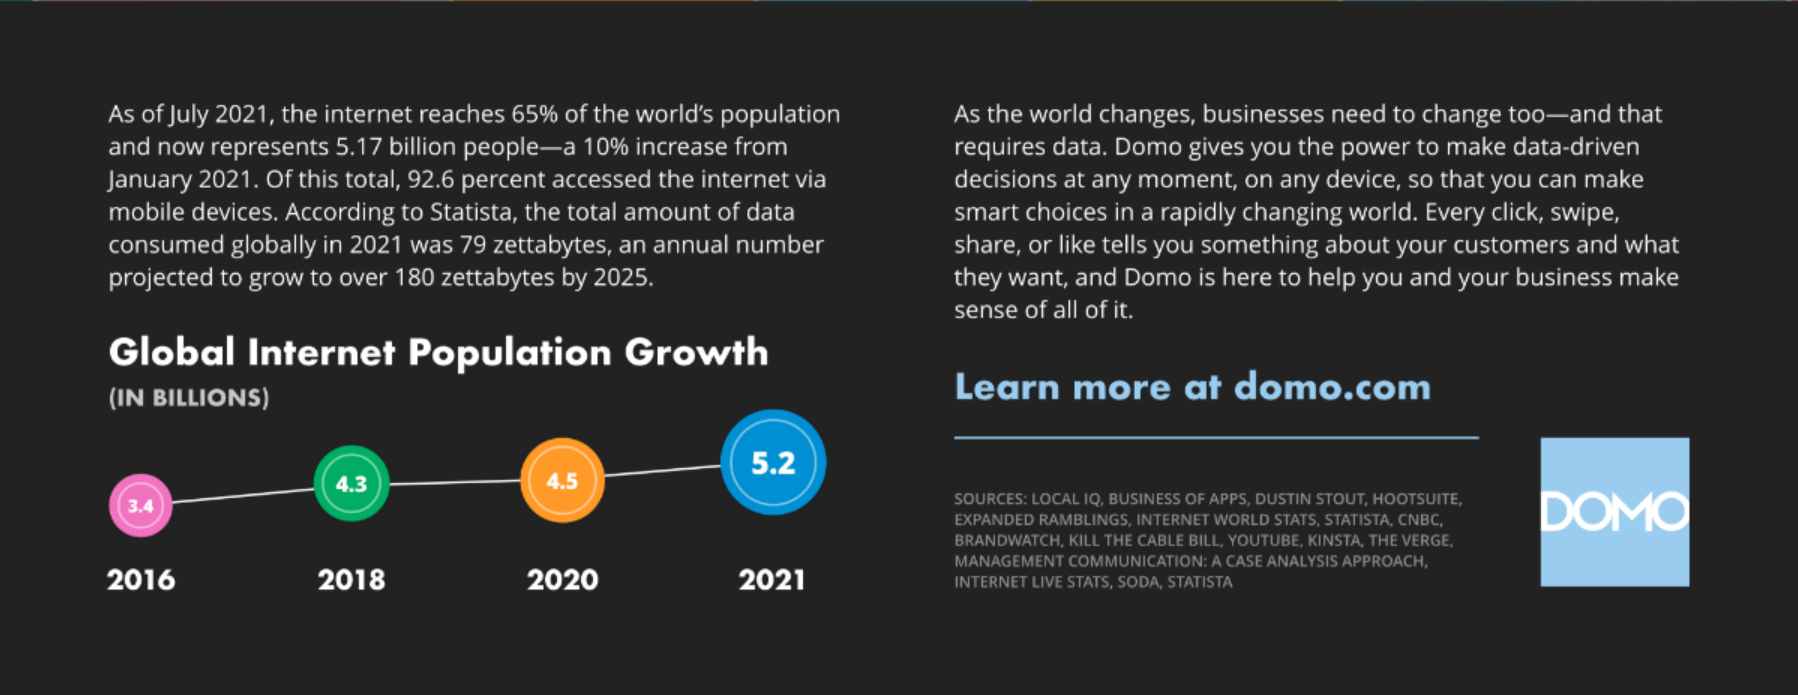 As of July 2021, the internet reaches 65% of the world's population
and now represents 5.17 billion people—a 10% increase from
January 2021. Of this total, 92.6 percent accessed the internet via
mobile devices. According to Statista, the total amount of data
consumed globally in 2021 was 79 zettabytes, an annual number
projected to grow to over 180 zettabytes by 2025.
Global Internet Population Growth
(IN BILLIONS)
3.4
4.3
4.5
5.2
2016
2018
2020
2021
As the world changes, businesses need to change too—and that
requires data. Domo gives you the power to make data-driven
decisions at any moment, on any device, so that you can make
smart choices in a rapidly changing world. Every click, swipe,
share, or like tells you something about your customers and what
they want, and Domo is here to help you and your business make
sense of all of it.
Learn more at domo.com
SOURCES: LOCAL IQ, BUSINESS OF APPS, DUSTIN STOUT, HOOTSUITE,
EXPANDED RAMBLINGS, INTERNET WORLD STATS, STATISTA, CNBC,
BRANDWATCH, KILL THE CABLE BILL, YOUTUBE, KINSTA, THE VERGE,
MANAGEMENT COMMUNICATION: A CASE ANALYSIS APPROACH,
INTERNET LIVE STATS, SODA, STATISTA
DOMO